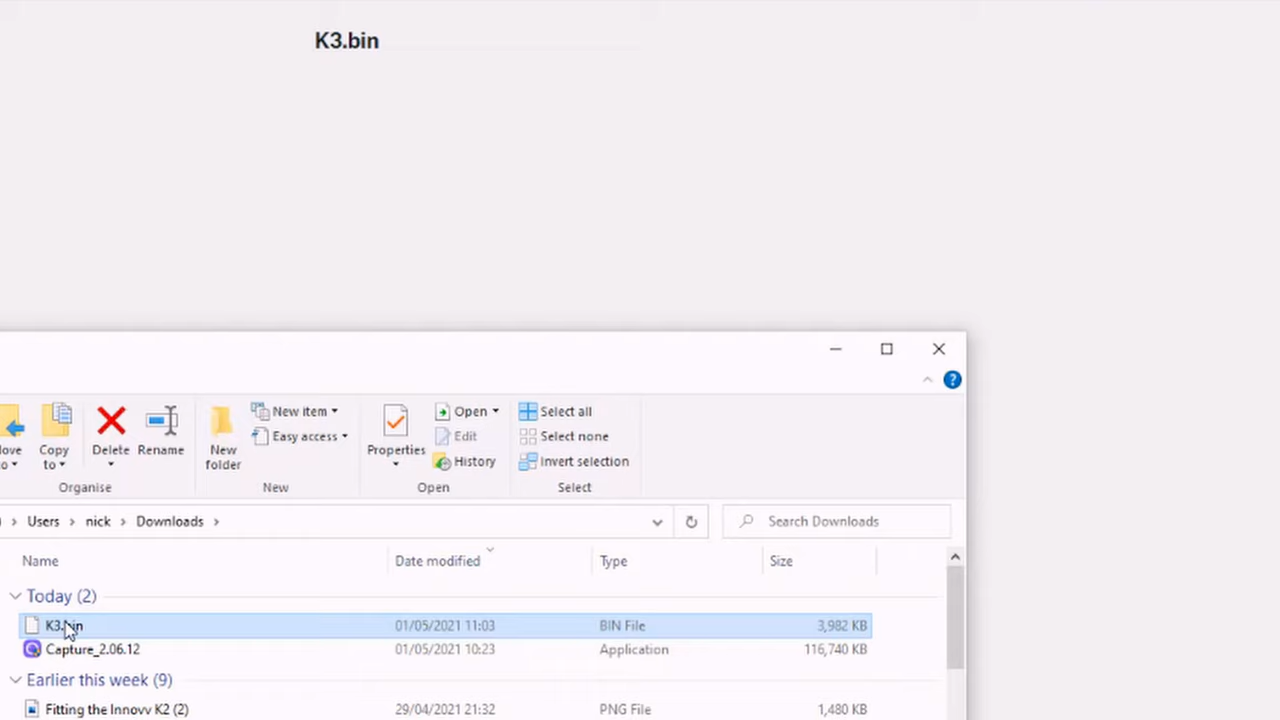 K3.bin
New item
Open
Select all
Easy access
Edit
Select none
Copy to
Delete
Rename
New folder
Properties
History
Invert selection
Organise
New
Open
Select
Users > nick > Downloads >
Search Downloads
Name Date modified Type Size
Today (2)
K3.bin 01/05/2021 11:03 BIN File 3,982 KB
Capture_2.06.12 01/05/2021 10:23 Application 116,740 KB
Earlier this week (9)
Fitting the Innovv K2 (2) 29/04/2021 21:32 PNG File 1,480 KB